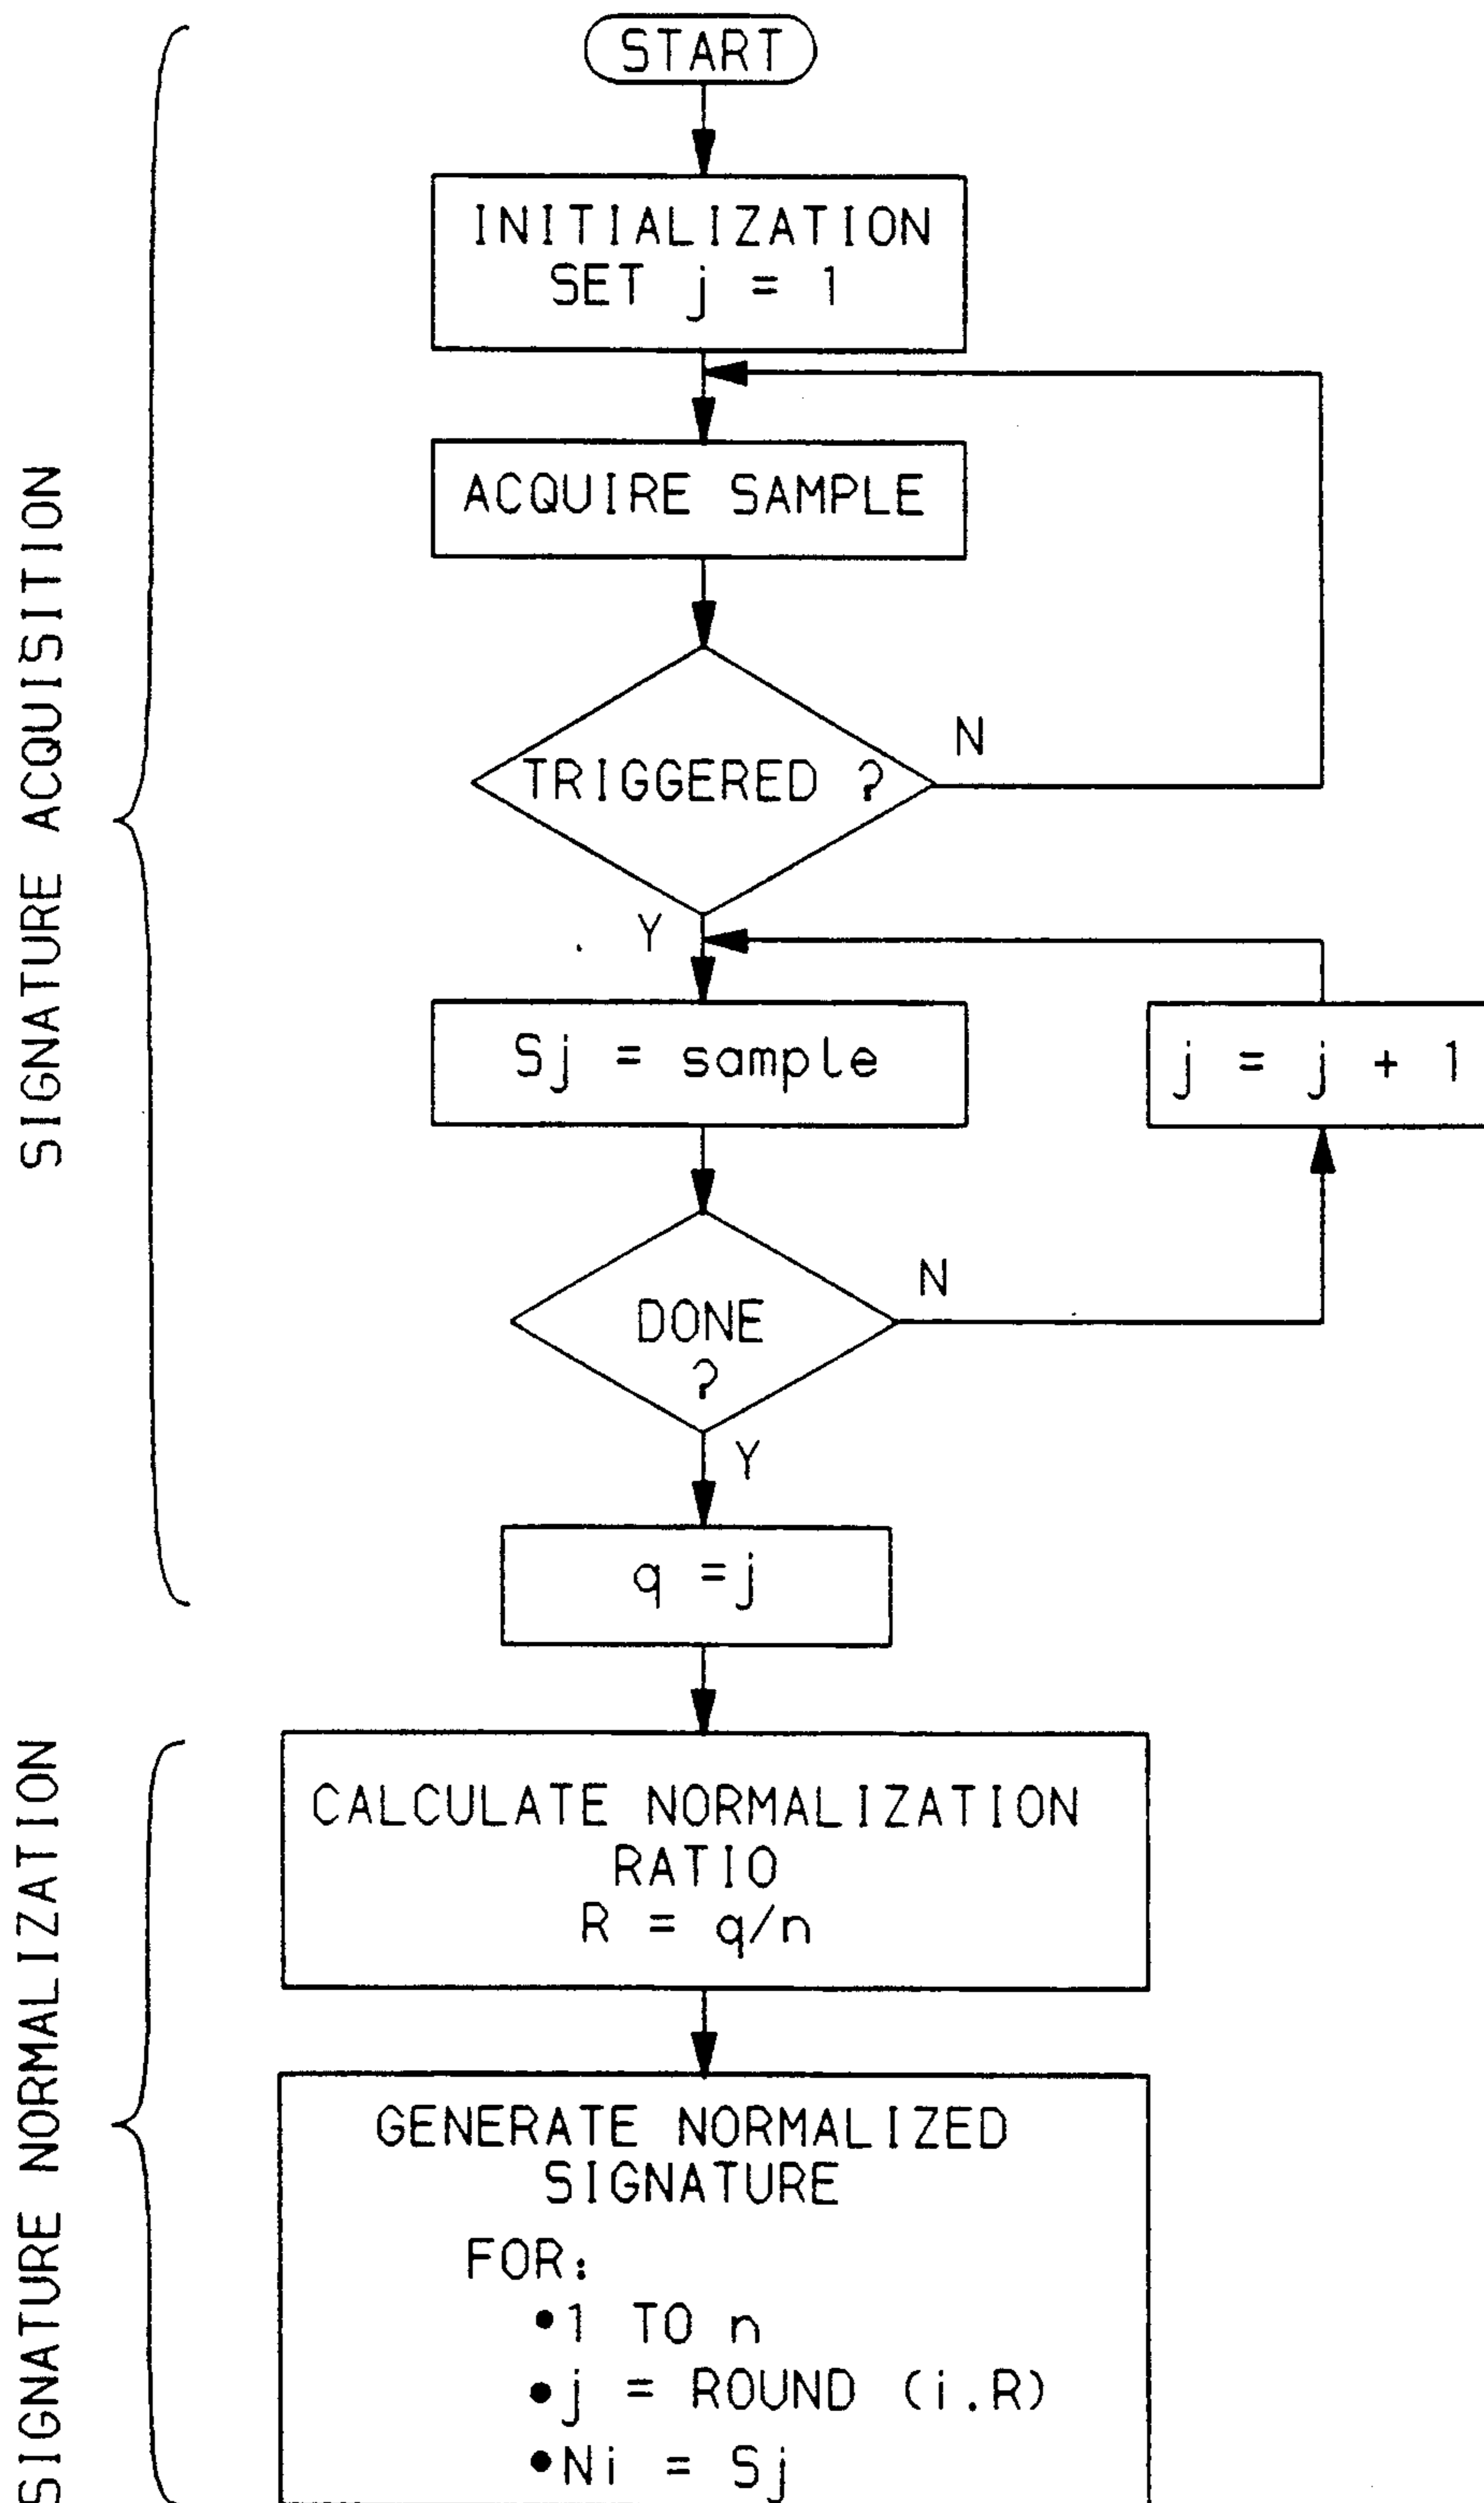 START
INITIALIZATION
SET j = 1
ACQUIRE SAMPLE
TRIGGERED ?
N
Y
Sj = sample
j = j + 1
DONE
?
N
Y
q =j
SIGNATURE ACQUISITION
CALCULATE NORMALIZATION
RATIO
R = q/n
GENERATE NORMALIZED
SIGNATURE
FOR:
•1 TO n
•j = ROUND (i.R)
•Ni = Sj
SIGNATURE NORMALIZATION